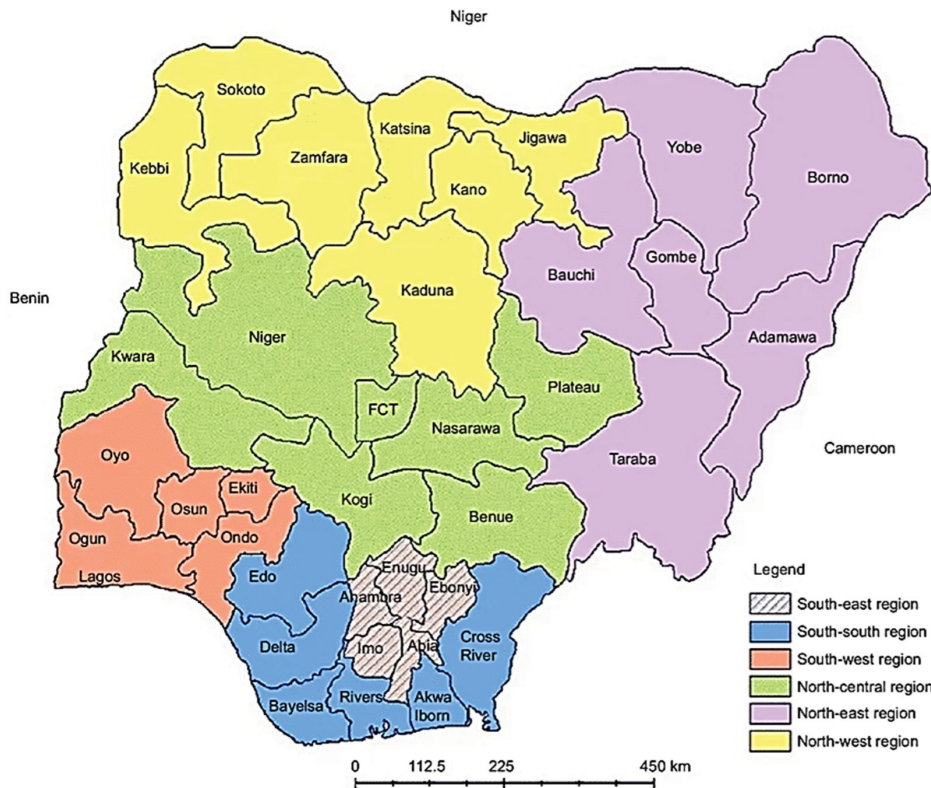 Niger
Sokoto
Katsina
Jigawa
Yobe
Zamfara
Kebbi
Kano
Borno
Gombe
Bauchi
Kaduna
Benin
Niger
Adamawa
Kwara
Plateau
FCT
Nasarawa
Cameroon
Oyo
Taraba
Ekiti
Kogi
Osun
Benue
Ogun
Ondo
Lagos
Edo
Enugu
Ebonyi
Anambra
Delta
Imo
Abia
Cross
River
Bayelsa
Rivers
Akwa
Iborn
Legend
South-east region
South-south region
South-west region
North-central region
North-east region
North-west region
0 112.5 225 450 km